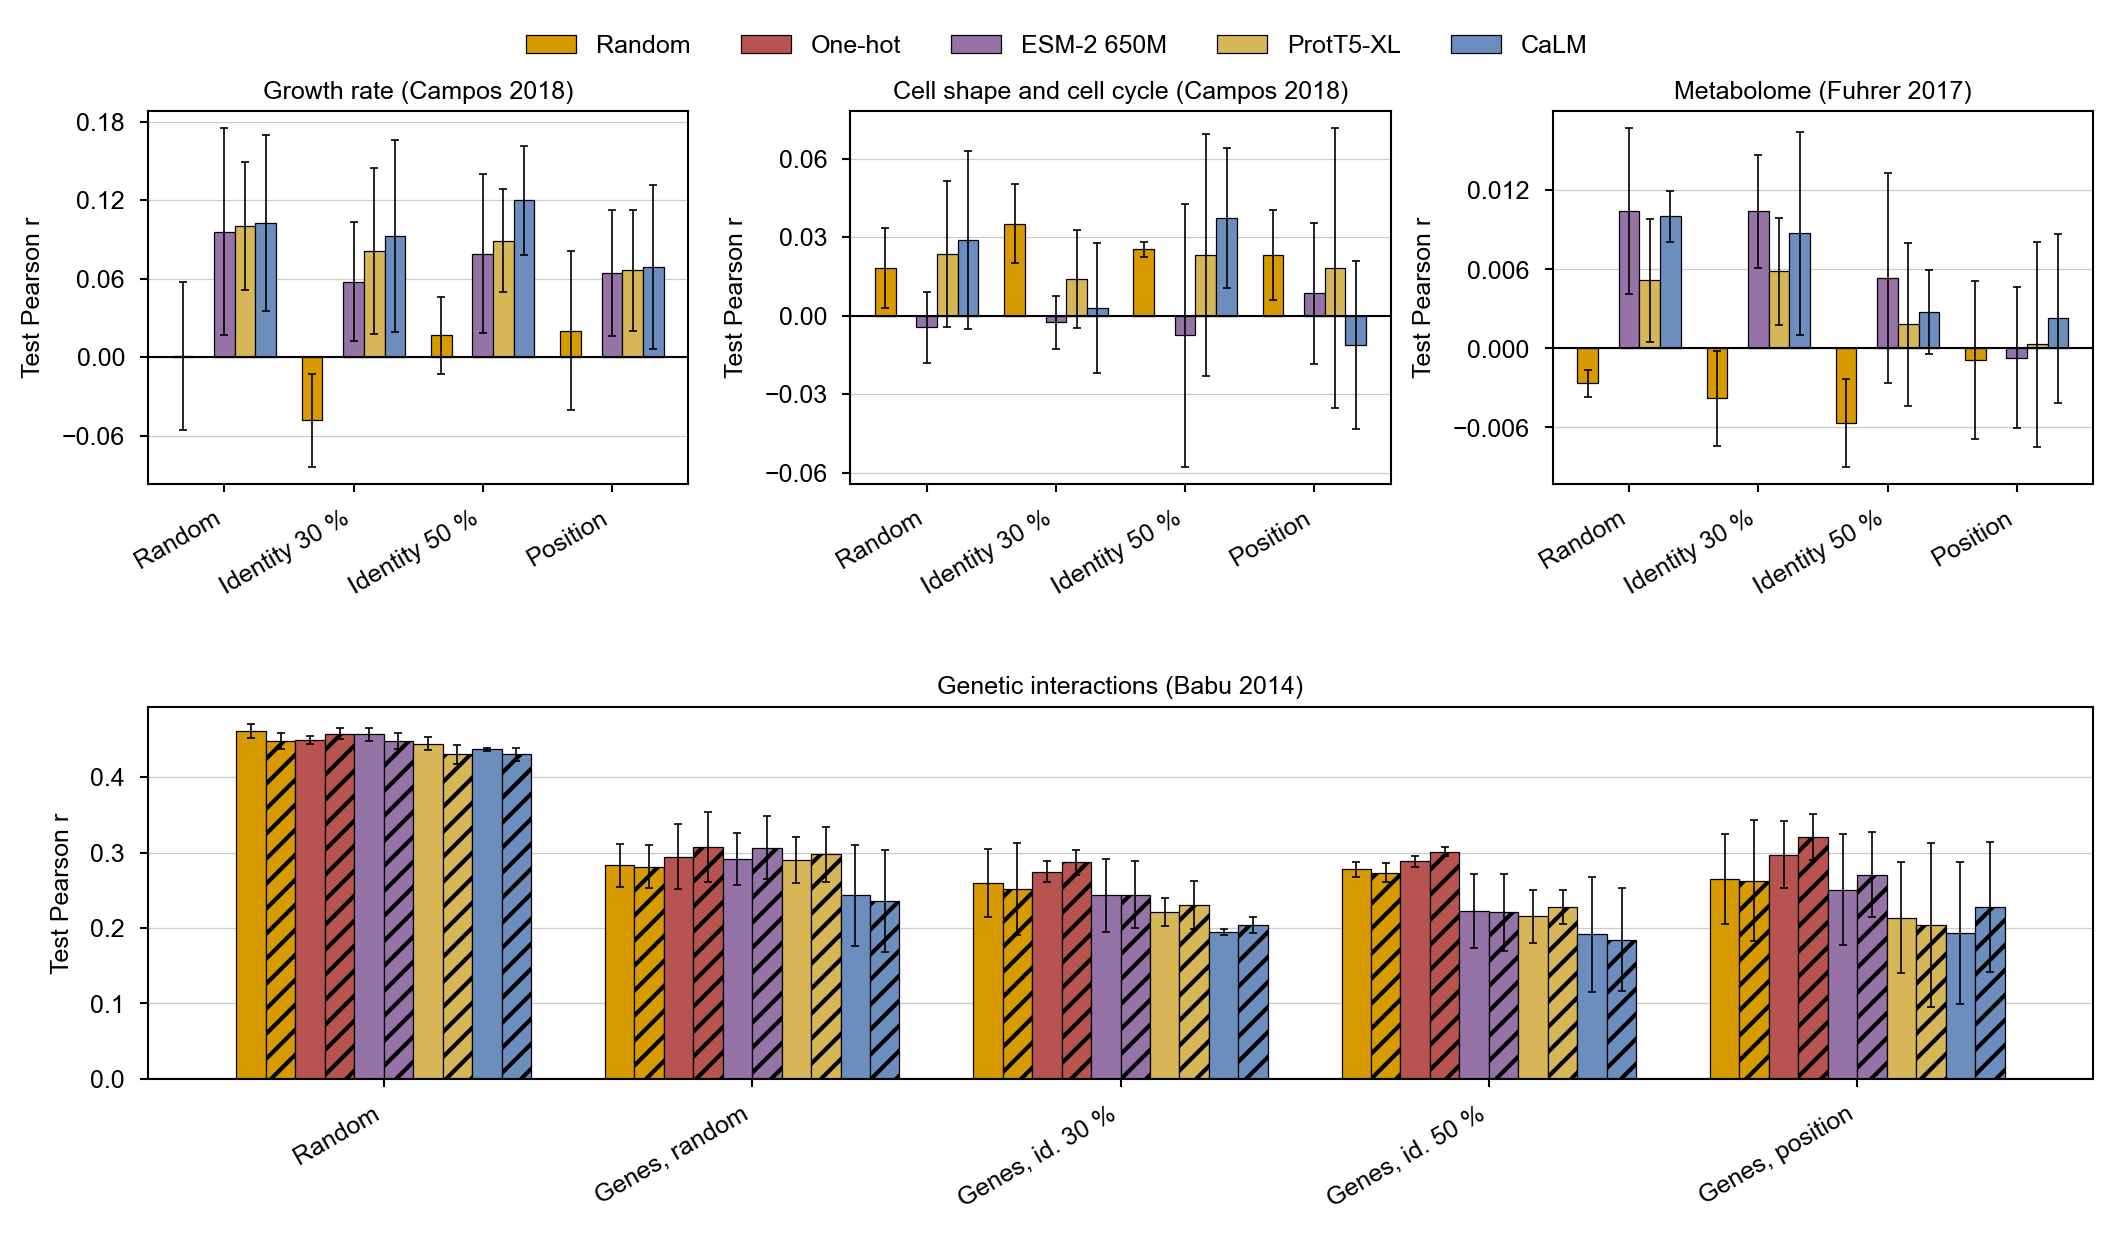 Random One-hot ESM-2 650M ProtT5-XL CaLM
Growth rate (Campos 2018)
Test Pearson r
0.18
0.12
0.06
0.00
−0.06
Random
Identity 30 %
Identity 50 %
Position
Cell shape and cell cycle (Campos 2018)
Test Pearson r
0.06
0.03
0.00
−0.03
−0.06
Random
Identity 30 %
Identity 50 %
Position
Metabolome (Fuhrer 2017)
Test Pearson r
0.012
0.006
0.000
−0.006
Random
Identity 30 %
Identity 50 %
Position
Genetic interactions (Babu 2014)
Test Pearson r
0.4
0.3
0.2
0.1
0.0
Random
Genes, random
Genes, id. 30 %
Genes, id. 50 %
Genes, position